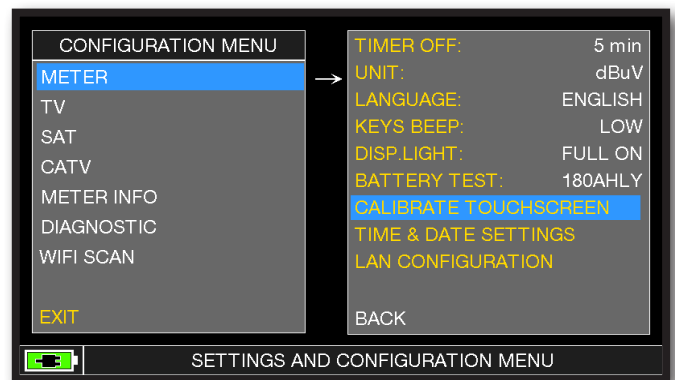 CONFIGURATION MENU
METER
TV
SAT
CATV
METER INFO
DIAGNOSTIC
WIFI SCAN
EXIT
→
TIMER OFF: 5 min
UNIT: dBuV
LANGUAGE: ENGLISH
KEYS BEEP: LOW
DISP.LIGHT: FULL ON
BATTERY TEST: 180AHLY
CALIBRATE TOUCHSCREEN
TIME & DATE SETTINGS
LAN CONFIGURATION
BACK
SETTINGS AND CONFIGURATION MENU